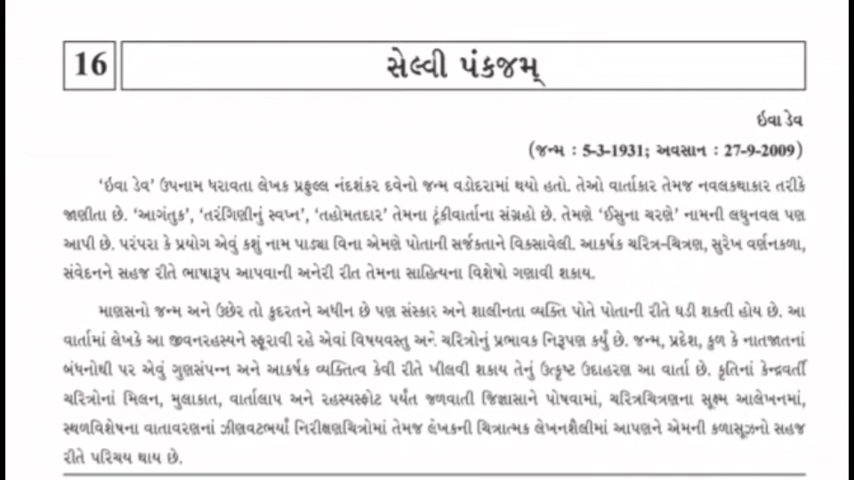 16
સેલ્વી પંકજમ્
ઇવા ડેવ
(જન્મ : 5-3-1931; અવસાન : 27-9-2009)
‘ઇવા ડેવ’ ઉપનામ ધરાવતા લેખક પ્રફુલ્લ નંદશંકર દવેનો જન્મ વડોદરામાં થયો હતો. તેઓ વાર્તાકાર તેમજ નવલકથાકાર તરીકે
જાણીતા છે. ‘આગંતુક’, ‘તરંગિણીનું સ્વપ્ન’, ‘તહોમતદાર’ તેમના ટૂંકીવાર્તાના સંગ્રહો છે. તેમણે ‘ઈસુના ચરણે’ નામની લઘુનવલ પણ
આપી છે. પરંપરા કે પ્રયોગ એવું કશું નામ પાડ્યા વિના એમણે પોતાની સર્જકતાને વિકસાવેલી. આકર્ષક ચરિત્ર-ચિત્રણ, સુરેખ વર્ણનકળા,
સંવેદનને સહજ રીતે ભાષારૂપ આપવાની અનેરી રીત તેમના સાહિત્યના વિશેષો ગણાવી શકાય.
માણસનો જન્મ અને ઉછેર તો કુદરતને અધીન છે પણ સંસ્કાર અને શાલીનતા વ્યક્તિ પોતે પોતાની રીતે ઘડી શકતી હોય છે. આ
વાર્તામાં લેખકે આ જીવનરહસ્યને સ્ફુરાવી રહે એવાં વિષયવસ્તુ અને ચરિત્રોનું પ્રભાવક નિરૂપણ કર્યું છે. જન્મ, પ્રદેશ, કુળ કે નાતજાતનાં
બંધનોથી પર એવું ગુણસંપન્ન અને આકર્ષક વ્યક્તિત્વ કેવી રીતે ખીલવી શકાય તેનું ઉત્કૃષ્ટ ઉદાહરણ આ વાર્તા છે. કૃતિનાં કેન્દ્રવર્તી
ચરિત્રોનાં મિલન, મુલાકાત, વાર્તાલાપ અને રહસ્યસ્ફોટ પર્યંત જળવાતી જિજ્ઞાસાને પોષવામાં, ચરિત્રચિત્રણના સૂક્ષ્મ આલેખનમાં,
સ્થળવિશેષના વાતાવરણનાં ઝીણવટભર્યાં નિરીક્ષણચિત્રોમાં તેમજ લેખકની ચિત્રાત્મક લેખનશૈલીમાં આપણને એમની કળાસૂઝનો સહજ
રીતે પરિચય થાય છે.